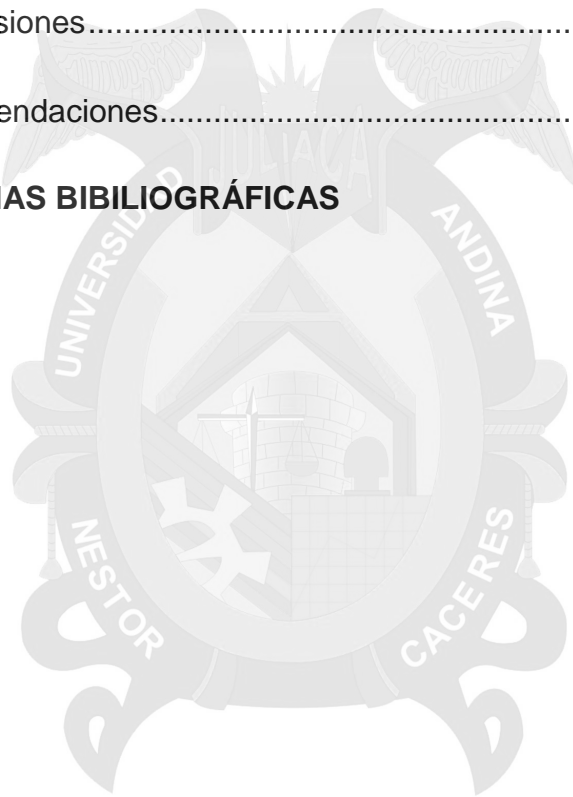 siones........................................................
endaciones................................................
IAS BIBILIOGRÁFICAS
JULIACA
UNIVERSIDAD
ANDINA
NESTOR
CACERES